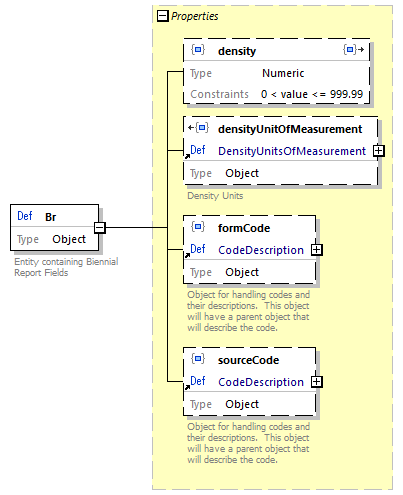 Properties
density
Type Numeric
Constraints 0 < value <= 999.99
densityUnitOfMeasurement
Def DensityUnitsOfMeasurement
Type Object
Density Units
Def Br
Type Object
Entity containing Biennial
Report Fields
formCode
Def CodeDescription
Type Object
Object for handling codes and
their descriptions. This object
will have a parent object that
will describe the code.
sourceCode
Def CodeDescription
Type Object
Object for handling codes and
their descriptions. This object
will have a parent object that
will describe the code.